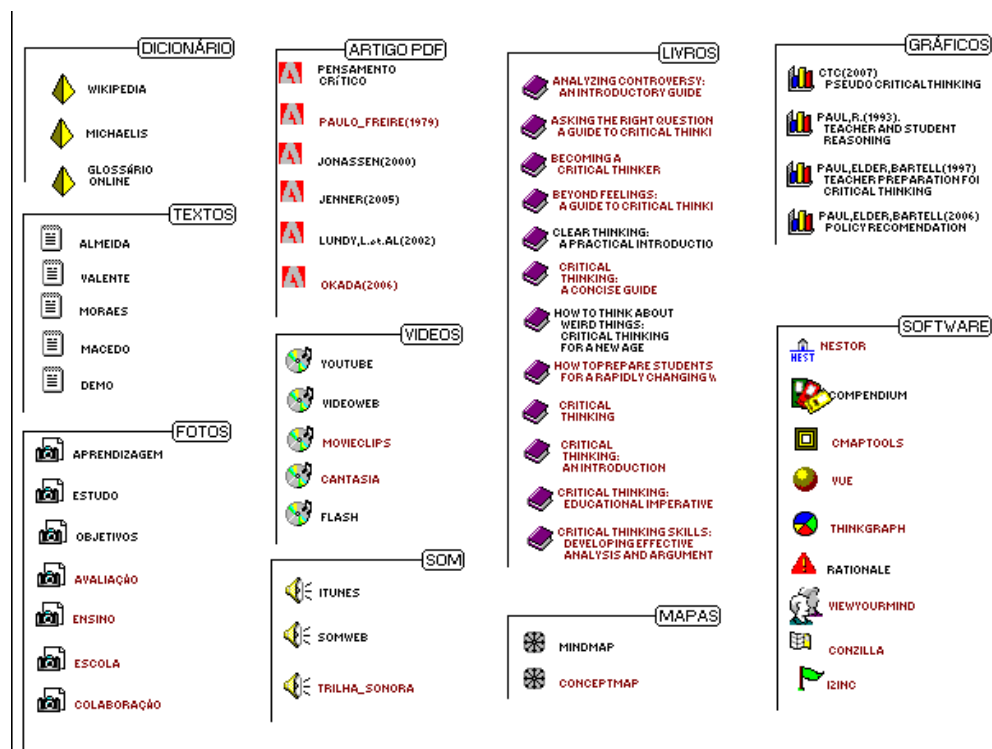 DICIONÁRIO
WIKIPEDIA
MICHAELIS
GLOSSÁRIO
ONLINE
TEXTOS
ALMEIDA
VALENTE
MORAES
MACEDO
DEMO
FOTOS
APRENDIZAGEM
ESTUDO
OBJETIVOS
AVALIAÇÃO
ENSINO
ESCOLA
COLABORAÇÃO
ARTIGO PDF
PENSAMENTO
CRÍTICO
PAULO_FREIRE(1979)
JONASSEN(2000)
JENNER(2005)
LUNDY,L.et.AL(2002)
OKADA(2006)
VIDEOS
YOUTUBE
VIDEOWEB
MOVIECLIPS
CANTASIA
FLASH
SOM
ITUNES
SOMWEB
TRILHA_SONORA
LIVROS
ANALYZING CONTROVERSY:
AN INTRODUCTORY GUIDE
ASKING THE RIGHT QUESTION
A GUIDE TO CRITICAL THINKI
BECOMING A
CRITICAL THINKER
BEYOND FEELINGS:
A GUIDE TO CRITICAL THINKI
CLEAR THINKING:
A PRACTICAL INTRODUCTIO
CRITICAL
THINKING:
A CONCISE GUIDE
HOW TO THINK ABOUT
WEIRD THINGS:
CRITICAL THINKING
FOR A NEW AGE
HOW TO PREPARE STUDENTS
FOR A RAPIDLY CHANGING W
CRITICAL
THINKING
CRITICAL
THINKING:
AN INTRODUCTION
CRITICAL THINKING:
EDUCATIONAL IMPERATIVE
CRITICAL THINKING SKILLS:
DEVELOPING EFFECTIVE
ANALYSIS AND ARGUMENT
MAPAS
MINDMAP
CONCEPTMAP
GRÁFICOS
CTC(2007)
PSEUDO CRITICAL THINKING
PAUL,R.(1993).
TEACHER AND STUDENT
REASONING
PAUL,ELDER,BARTELL(1997)
TEACHER PREPARATION FOI
CRITICAL THINKING
PAUL,ELDER,BARTELL(2006)
POLICY RECOMENDATION
SOFTWARE
NEST
NESTOR
COMPENDIUM
CMAPTOOLS
VUE
THINKGRAPH
RATIONALE
VIEWYOURMIND
CONZILLA
I2INC